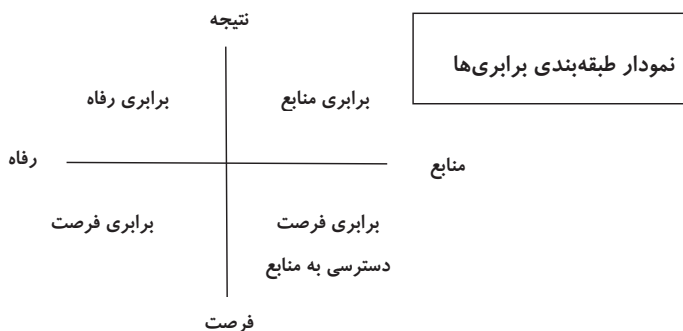 نتیجه
نمودار طبقه‌بندی برابری‌ها
برابری منابع
برابری رفاه
منابع
رفاه
برابری فرصت
دسترسی به منابع
برابری فرصت
فرصت